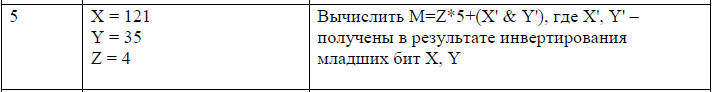 5
X = 121
Y = 35
Z = 4
Вычислить M=Z*5+(X' & Y'), где X', Y' –
получены в результате инвертирования
младших бит X, Y